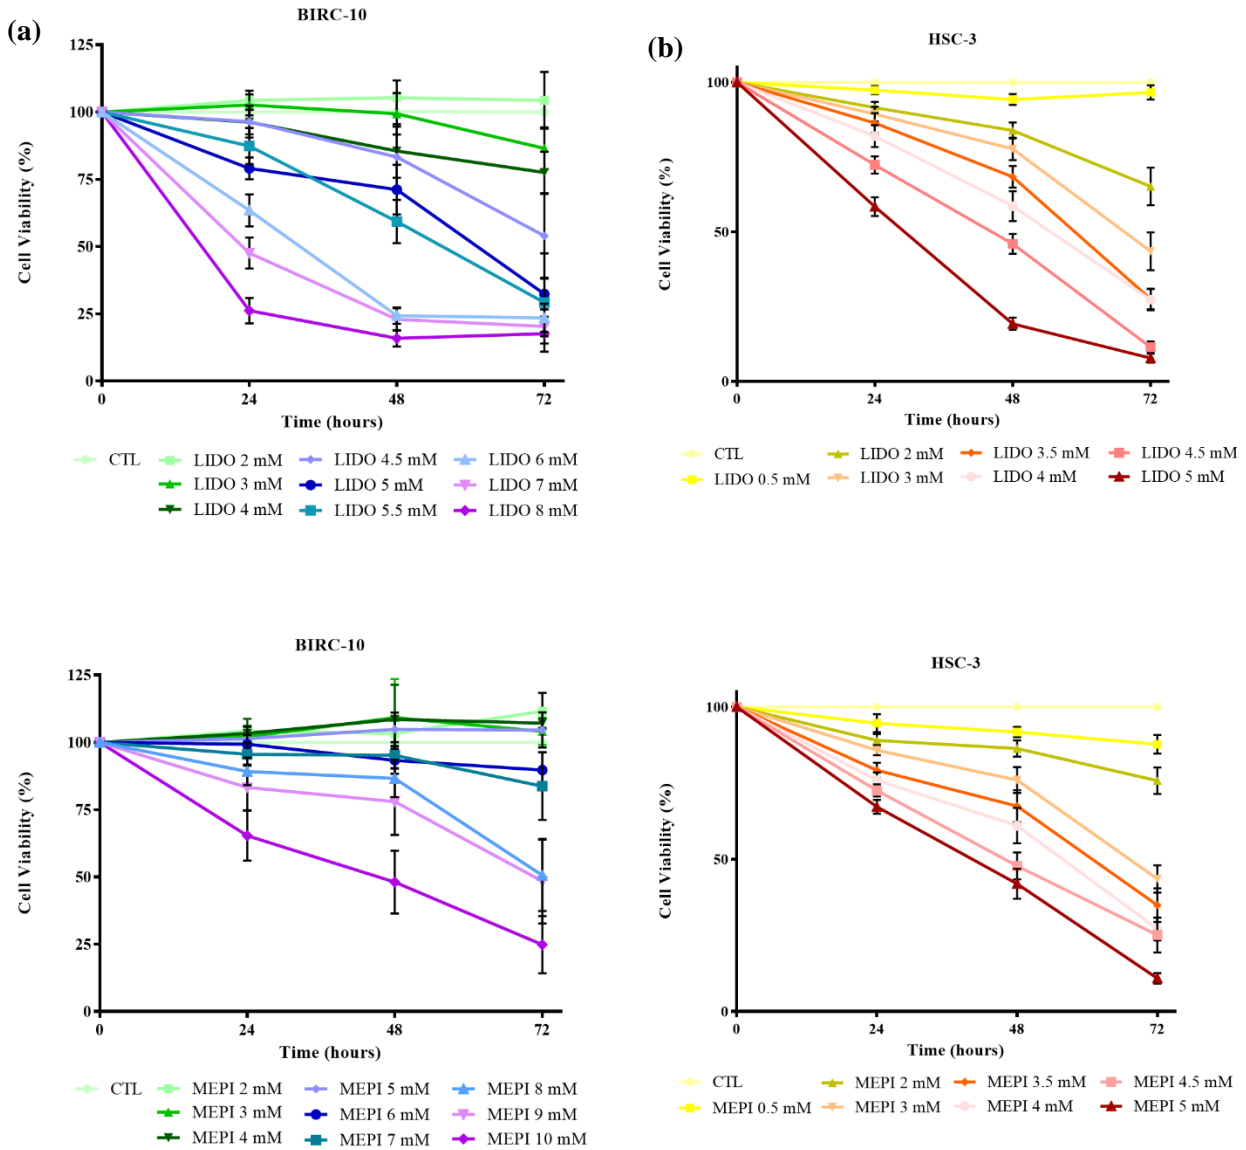 (a)
BIRC-10
125
100
75
50
25
0
Cell Viability (%)
0 24 48 72
Time (hours)
CTL LIDO 2 mM LIDO 4.5 mM LIDO 6 mM
LIDO 3 mM LIDO 5 mM LIDO 7 mM
LIDO 4 mM LIDO 5.5 mM LIDO 8 mM
(b)
HSC-3
100
50
0
Cell Viability (%)
0 24 48 72
Time (hours)
CTL LIDO 2 mM LIDO 3.5 mM LIDO 4.5 mM
LIDO 0.5 mM LIDO 3 mM LIDO 4 mM LIDO 5 mM
BIRC-10
125
100
75
50
25
0
Cell Viability (%)
0 24 48 72
Time (hours)
CTL MEPI 2 mM MEPI 5 mM MEPI 8 mM
MEPI 3 mM MEPI 6 mM MEPI 9 mM
MEPI 4 mM MEPI 7 mM MEPI 10 mM
HSC-3
100
50
0
Cell Viability (%)
0 24 48 72
Time (hours)
CTL MEPI 2 mM MEPI 3.5 mM MEPI 4.5 mM
MEPI 0.5 mM MEPI 3 mM MEPI 4 mM MEPI 5 mM